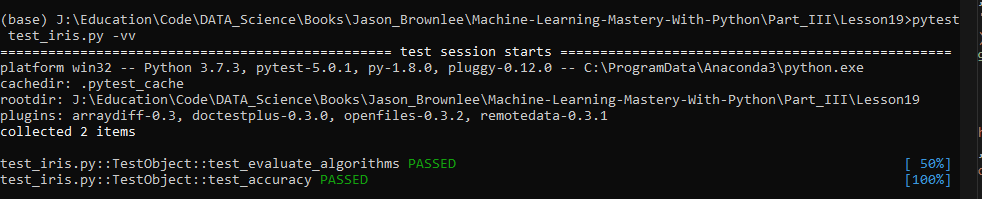 (base) J:\Education\Code\DATA_Science\Books\Jason_Brownlee\Machine-Learning-Mastery-With-Python\Part_III\Lesson19>pytest
test_iris.py -vv
================================================= test session starts =================================================
platform win32 -- Python 3.7.3, pytest-5.0.1, py-1.8.0, pluggy-0.12.0 -- C:\ProgramData\Anaconda3\python.exe
cachedir: .pytest_cache
rootdir: J:\Education\Code\DATA_Science\Books\Jason_Brownlee\Machine-Learning-Mastery-With-Python\Part_III\Lesson19
plugins: arraydiff-0.3, doctestplus-0.3.0, openfiles-0.3.2, remotedata-0.3.1
collected 2 items
test_iris.py::TestObject::test_evaluate_algorithms PASSED [ 50%]
test_iris.py::TestObject::test_accuracy PASSED [100%]